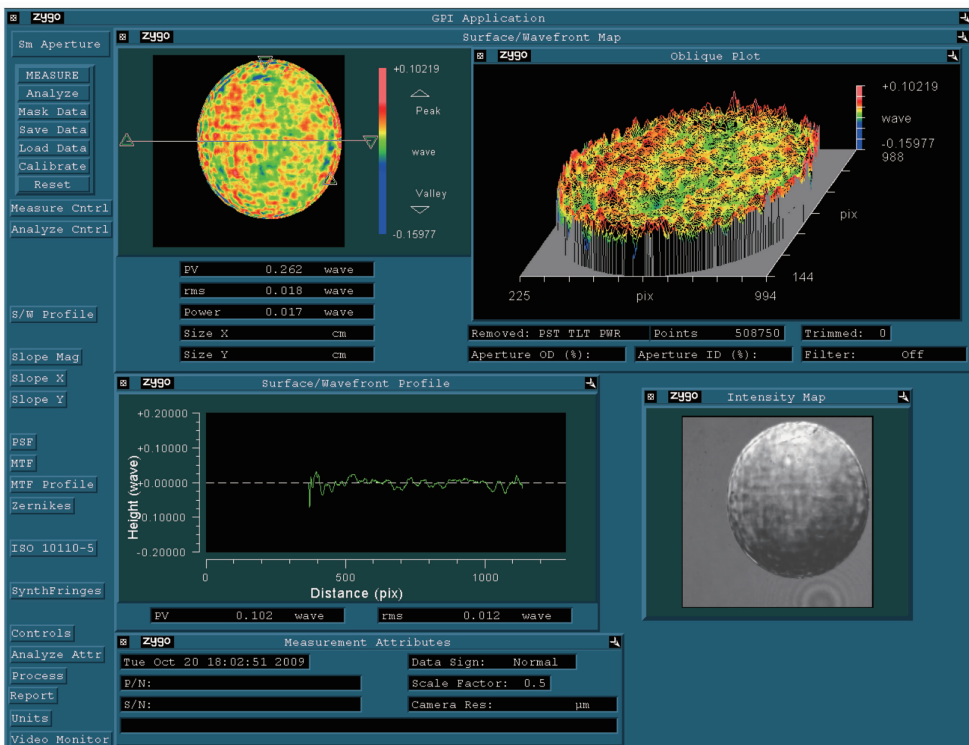 zygo
GPI Application
Sm Aperture
MEASURE
Analyze
Mask Data
Save Data
Load Data
Calibrate
Reset
Measure Cntrl
Analyze Cntrl
S/W Profile
Slope Mag
Slope X
Slope Y
PSF
MTF
MTF Profile
Zernikes
ISO 10110-5
SynthFringes
Controls
Analyze Attr
Process
Report
Units
Video Monitor
zygo
Surface/Wavefront Map
+0.10219
Peak
wave
Valley
-0.15977
PV 0.262 wave
rms 0.018 wave
Power 0.017 wave
Size X cm
Size Y cm
zygo
Oblique Plot
+0.10219
wave
-0.15977
988
pix
144
225 pix 994
Removed: PST TLT PWR Points 508750 Trimmed: 0
Aperture OD (%): Aperture ID (%): Filter: Off
zygo
Surface/Wavefront Profile
+0.20000
+0.10000
+0.00000
-0.10000
-0.20000
Height (wave)
0 500 1000
Distance (pix)
PV 0.102 wave rms 0.012 wave
zygo
Intensity Map
zygo
Measurement Attributes
Tue Oct 20 18:02:51 2009 Data Sign: Normal
P/N: Scale Factor: 0.5
S/N: Camera Res: µm